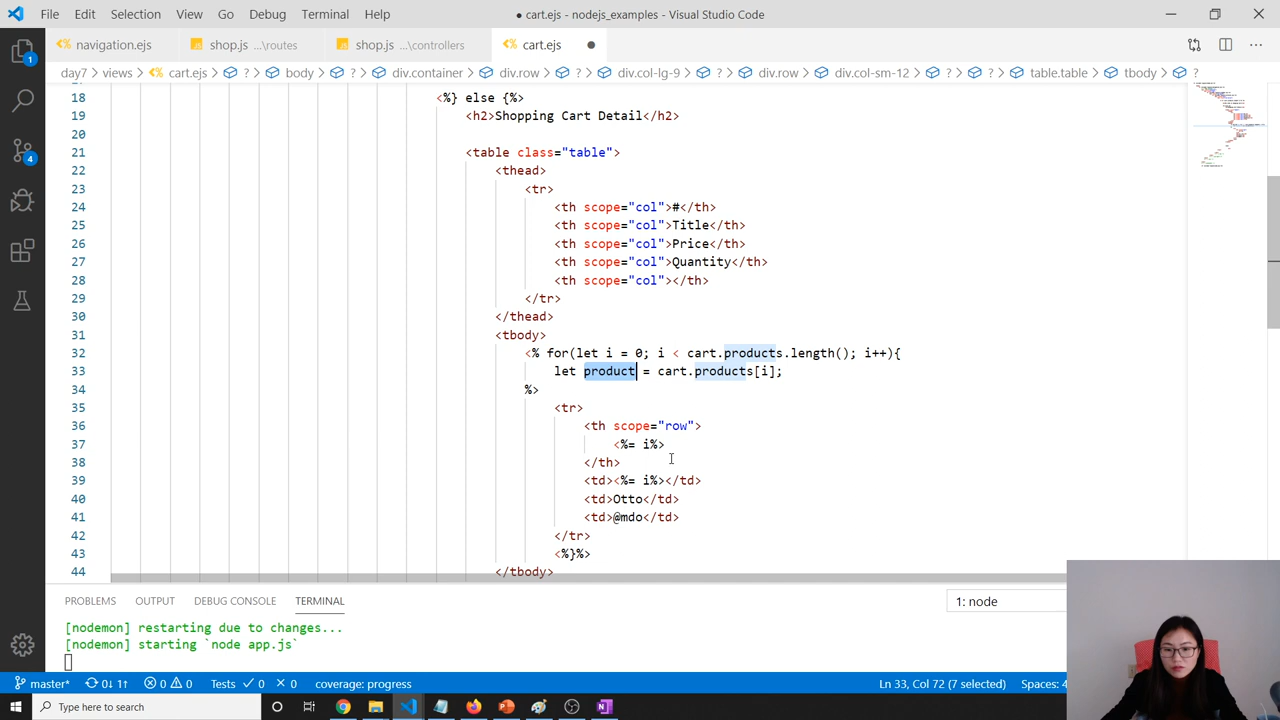 File Edit Selection View Go Debug Terminal Help ● cart.ejs - nodejs_examples - Visual Studio Code
navigation.ejs shop.js ...\routes shop.js ...\controllers cart.ejs
day7 > views > cart.ejs > ? > body > ? > div.container > div.row > ? > div.col-lg-9 > ? > div.row > div.col-sm-12 > ? > ? > table.table > tbody > ?
18 <%} else {%>
19 <h2>Shopping Cart Detail</h2>
20
21 <table class="table">
22 <thead>
23 <tr>
24 <th scope="col">#</th>
25 <th scope="col">Title</th>
26 <th scope="col">Price</th>
27 <th scope="col">Quantity</th>
28 <th scope="col"></th>
29 </tr>
30 </thead>
31 <tbody>
32 <% for(let i = 0; i < cart.products.length(); i++){
33 let product = cart.products[i];
34 %>
35 <tr>
36 <th scope="row">
37 <%= i%>
38 </th>
39 <td><%= i%></td>
40 <td>Otto</td>
41 <td>@mdo</td>
42 </tr>
43 <%}%>
44 </tbody>
PROBLEMS OUTPUT DEBUG CONSOLE TERMINAL 1: node
[nodemon] restarting due to changes...
[nodemon] starting `node app.js`
master* 0↓ 1↑ 0 0 Tests 0 0 coverage: progress Ln 33, Col 72 (7 selected) Spaces: 4
Type here to search
1
4